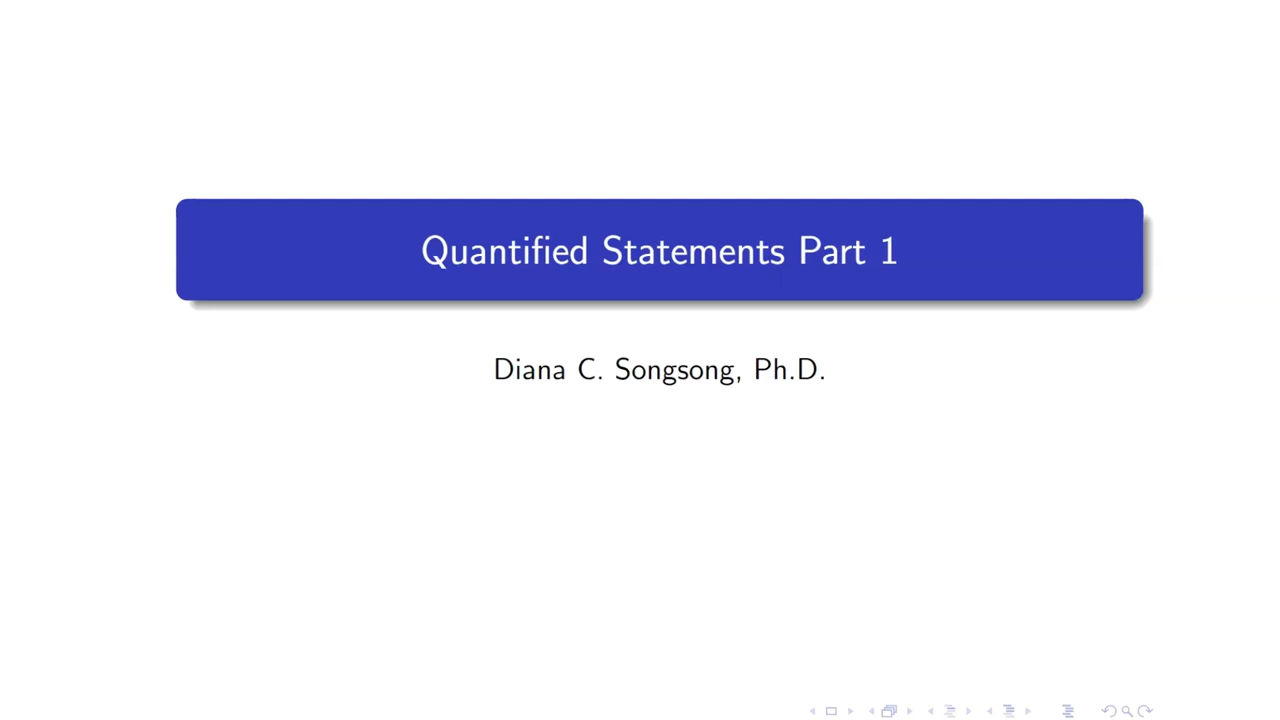 Quantified Statements Part 1
Diana C. Songsong, Ph.D.